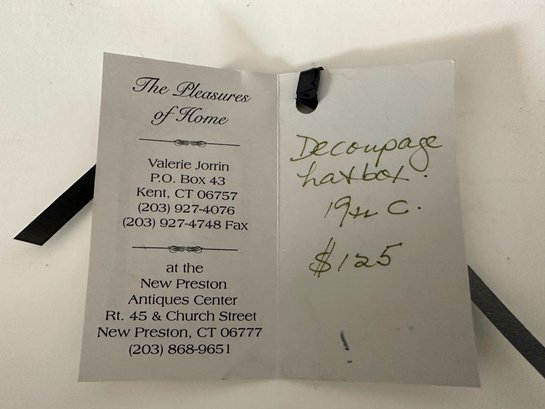 The Pleasures
of Home
Valerie Jorrin
P.O. Box 43
Kent, CT 06757
(203) 927-4076
(203) 927-4748 Fax
at the
New Preston
Antiques Center
Rt. 45 & Church Street
New Preston, CT 06777
(203) 868-9651
Decoupage
hatbox.
19th C.
$125